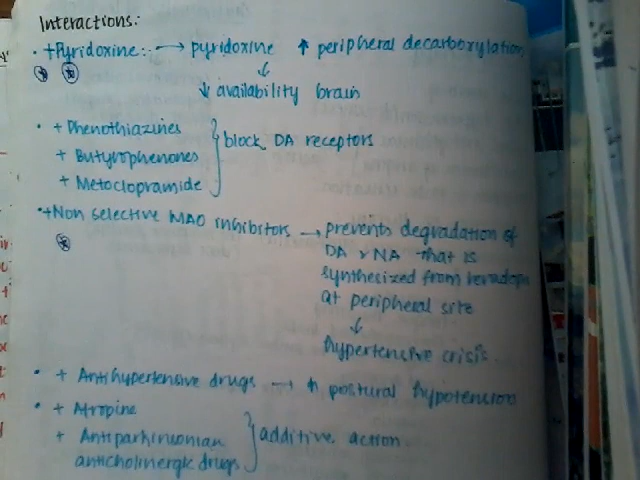 Interactions:
• +Pyridoxine: → pyridoxine ↑ peripheral decarboxylation
↓
↓ availability brain
• + Phenothiazines
+ Butyrophenones } block DA receptors
+ Metoclopramide
• +Non selective MAO inhibitors → prevents degradation of
DA & NA that is
synthesized from levodopa
at peripheral site
↓
hypertensive crisis.
• + Antihypertensive drugs → ↑ postural hypotension
• + Atropine
+ Antiparkinsonian } additive action.
anticholinergic drugs